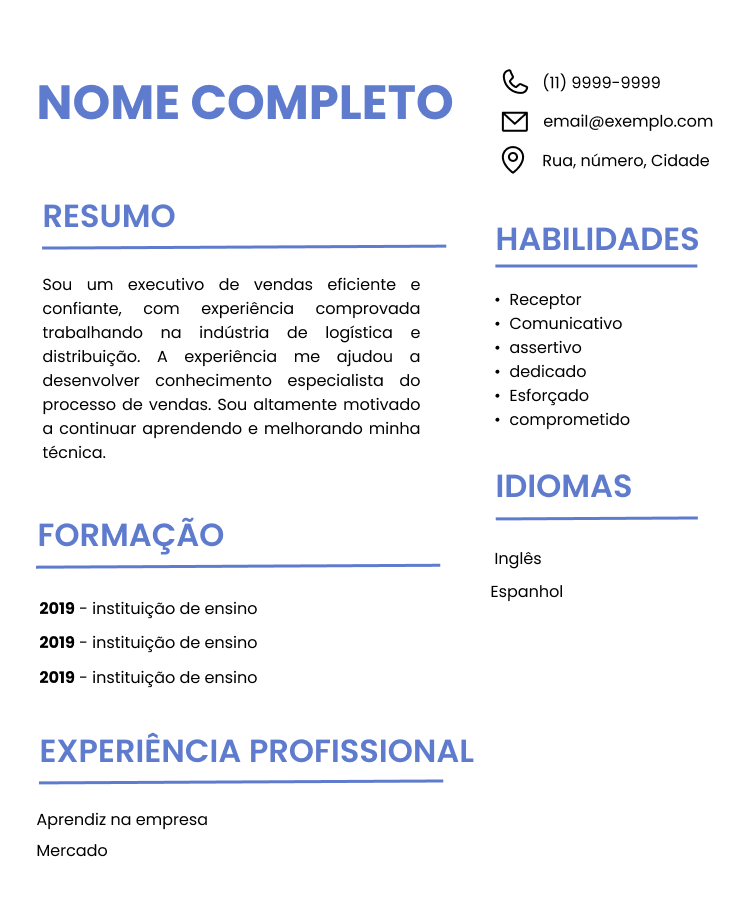 NOME COMPLETO
(11) 9999-9999
email@exemplo.com
Rua, número, Cidade
RESUMO
Sou um executivo de vendas eficiente e
confiante, com experiência comprovada
trabalhando na indústria de logística e
distribuição. A experiência me ajudou a
desenvolver conhecimento especialista do
processo de vendas. Sou altamente motivado
a continuar aprendendo e melhorando minha
técnica.
FORMAÇÃO
2019 - instituição de ensino
2019 - instituição de ensino
2019 - instituição de ensino
EXPERIÊNCIA PROFISSIONAL
Aprendiz na empresa
Mercado
HABILIDADES
• Receptor
• Comunicativo
• assertivo
• dedicado
• Esforçado
• comprometido
IDIOMAS
Inglês
Espanhol